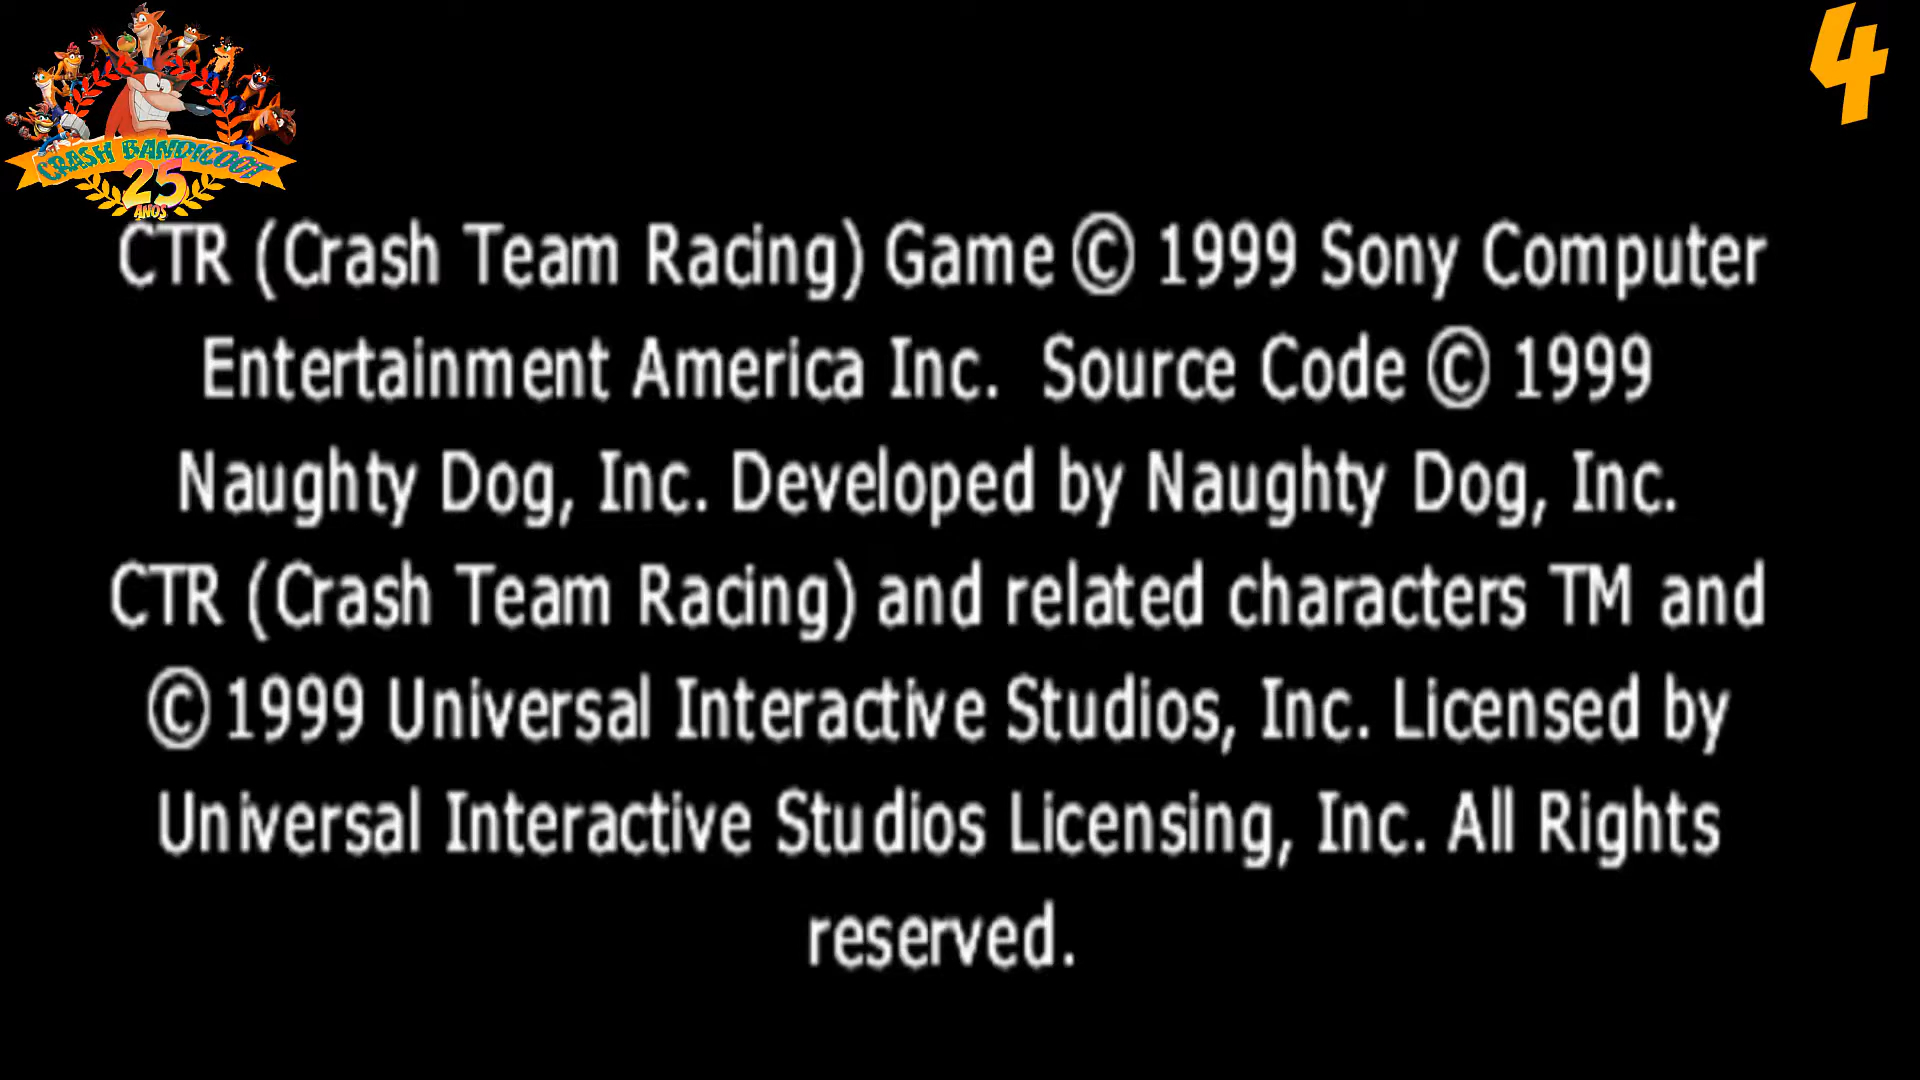 4
CRASH BANDICOOT
25
AÑOS
CTR (Crash Team Racing) Game © 1999 Sony Computer
Entertainment America Inc. Source Code © 1999
Naughty Dog, Inc. Developed by Naughty Dog, Inc.
CTR (Crash Team Racing) and related characters TM and
© 1999 Universal Interactive Studios, Inc. Licensed by
Universal Interactive Studios Licensing, Inc. All Rights
reserved.